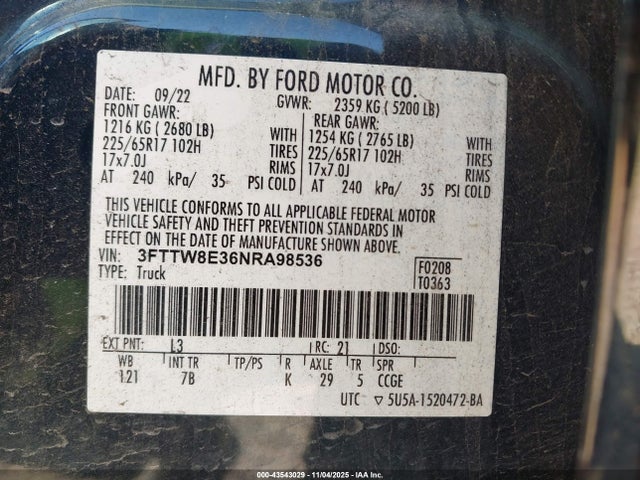 MFD. BY FORD MOTOR CO.
DATE: 09/22 GVWR: 2359 KG ( 5200 LB)
FRONT GAWR: REAR GAWR:
1216 KG ( 2680 LB) WITH 1254 KG ( 2765 LB) WITH
225/65R17 102H TIRES 225/65R17 102H TIRES
17x7.0J RIMS 17x7.0J RIMS
AT 240 kPa/ 35 PSI COLD AT 240 kPa/ 35 PSI COLD
THIS VEHICLE CONFORMS TO ALL APPLICABLE FEDERAL MOTOR
VEHICLE SAFETY AND THEFT PREVENTION STANDARDS IN
EFFECT ON THE DATE OF MANUFACTURE SHOWN ABOVE.
VIN: 3FTTW8E36NRA98536 F0208
TYPE: Truck T0363
EXT PNT: L3 RC: 21 DSO:
WB INT TR TP/PS R AXLE TR SPR
121 7B K 29 5 CCGE
UTC ▽ 5U5A-1520472-BA
000-43543029 - 11/04/2025 - IAA Inc.